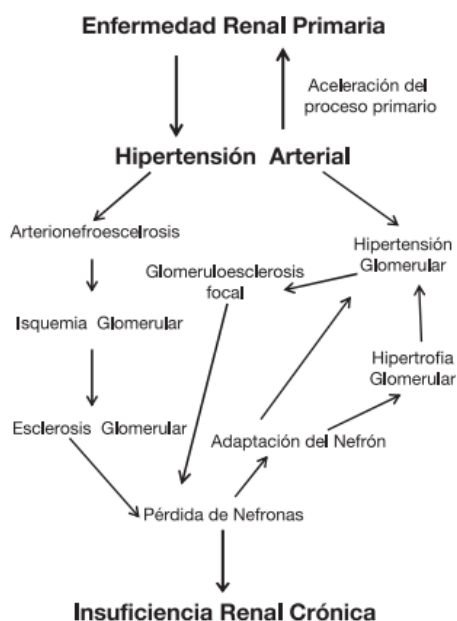 Enfermedad Renal Primaria
Aceleración del
proceso primario
Hipertensión Arterial
Arterionefroescelrosis
Hipertensión
Glomerular
Glomeruloesclerosis
focal
Isquemia Glomerular
Hipertrofia
Glomerular
Esclerosis Glomerular
Adaptación del Nefrón
Pérdida de Nefronas
Insuficiencia Renal Crónica